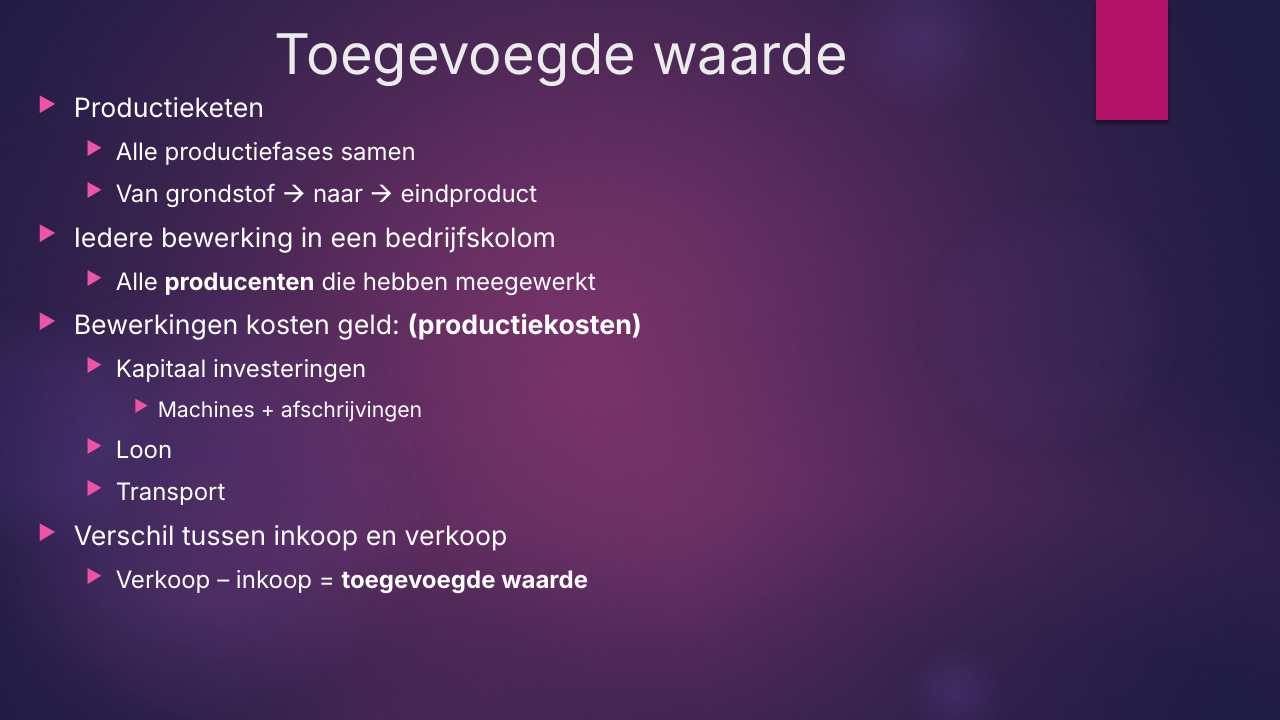 Toegevoegde waarde
Productieketen
Alle productiefases samen
Van grondstof → naar → eindproduct
Iedere bewerking in een bedrijfskolom
Alle producenten die hebben meegewerkt
Bewerkingen kosten geld: (productiekosten)
Kapitaal investeringen
Machines + afschrijvingen
Loon
Transport
Verschil tussen inkoop en verkoop
Verkoop – inkoop = toegevoegde waarde